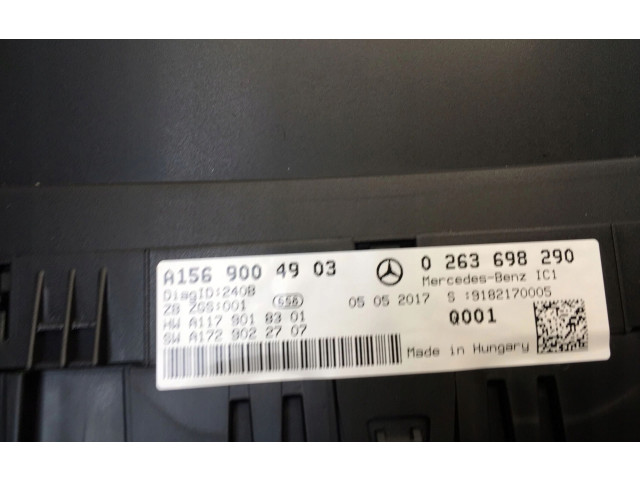 A156 900 49 03 0 263 698 290
Mercedes-Benz IC1
DiagID:240B 05 05 2017 S :9182170005
ZB ZGS:001 Q001
HW A117 901 83 01
SW A172 902 27 07
Made in Hungary